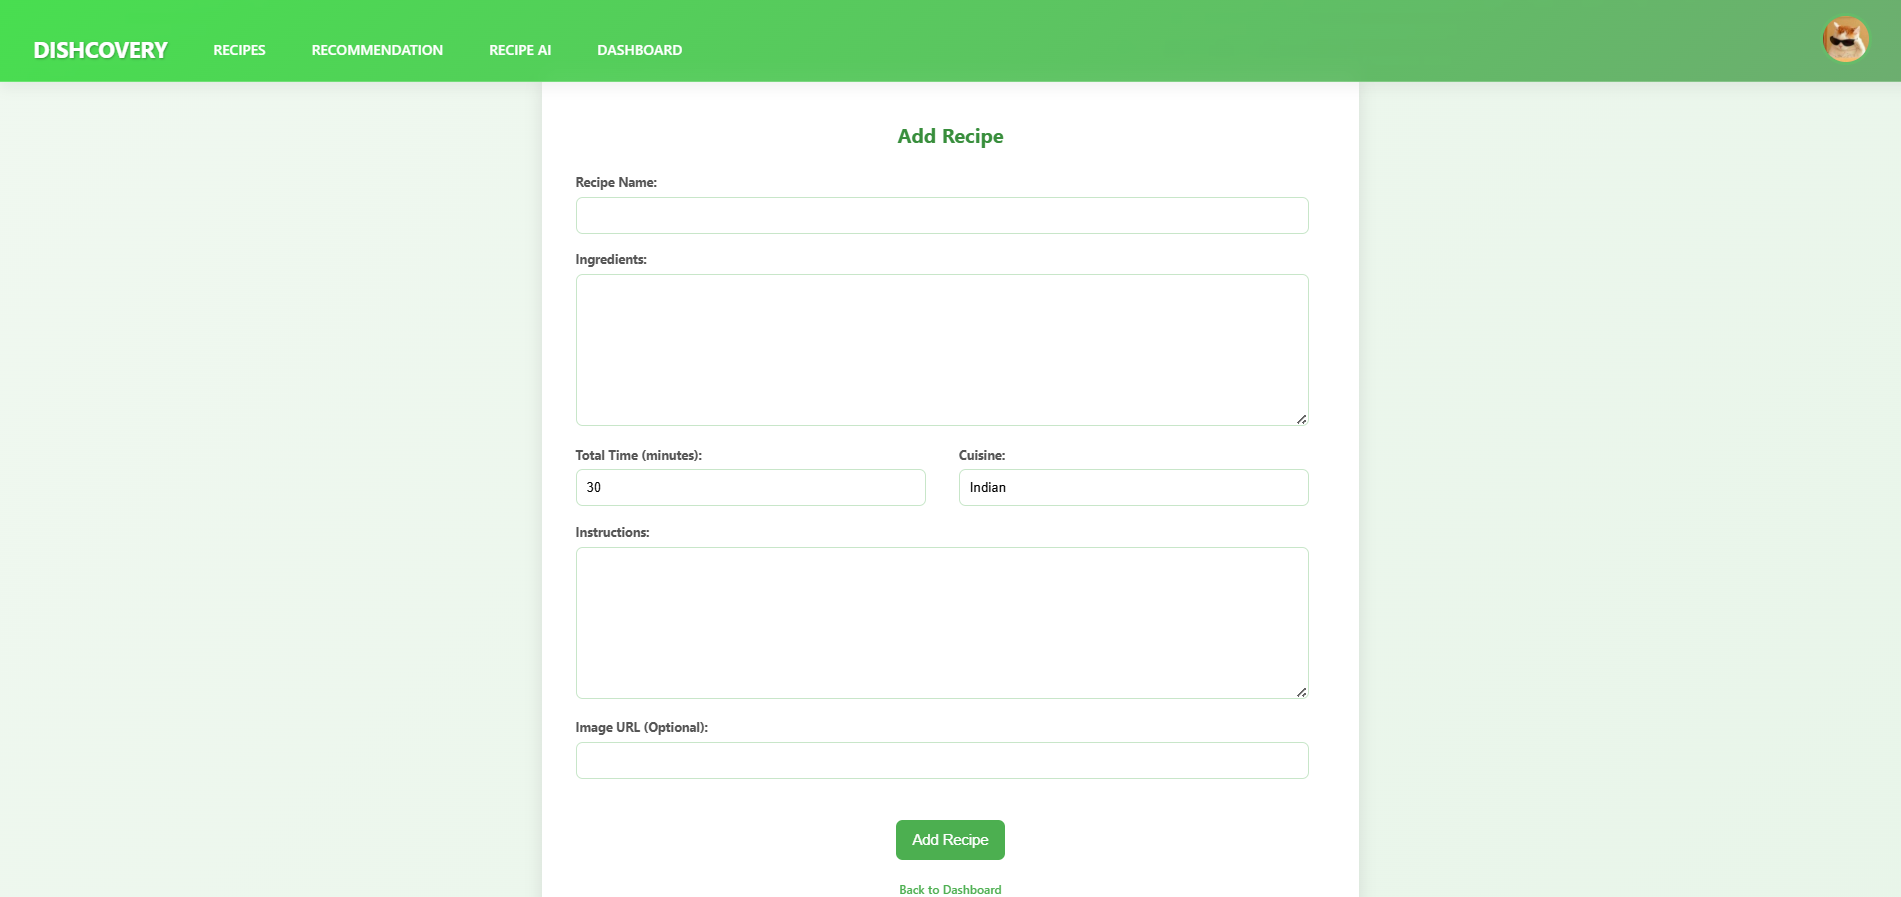 DISHCOVERY RECIPES RECOMMENDATION RECIPE AI DASHBOARD
Add Recipe
Recipe Name:
Ingredients:
Total Time (minutes): Cuisine:
30 Indian
Instructions:
Image URL (Optional):
Add Recipe
Back to Dashboard